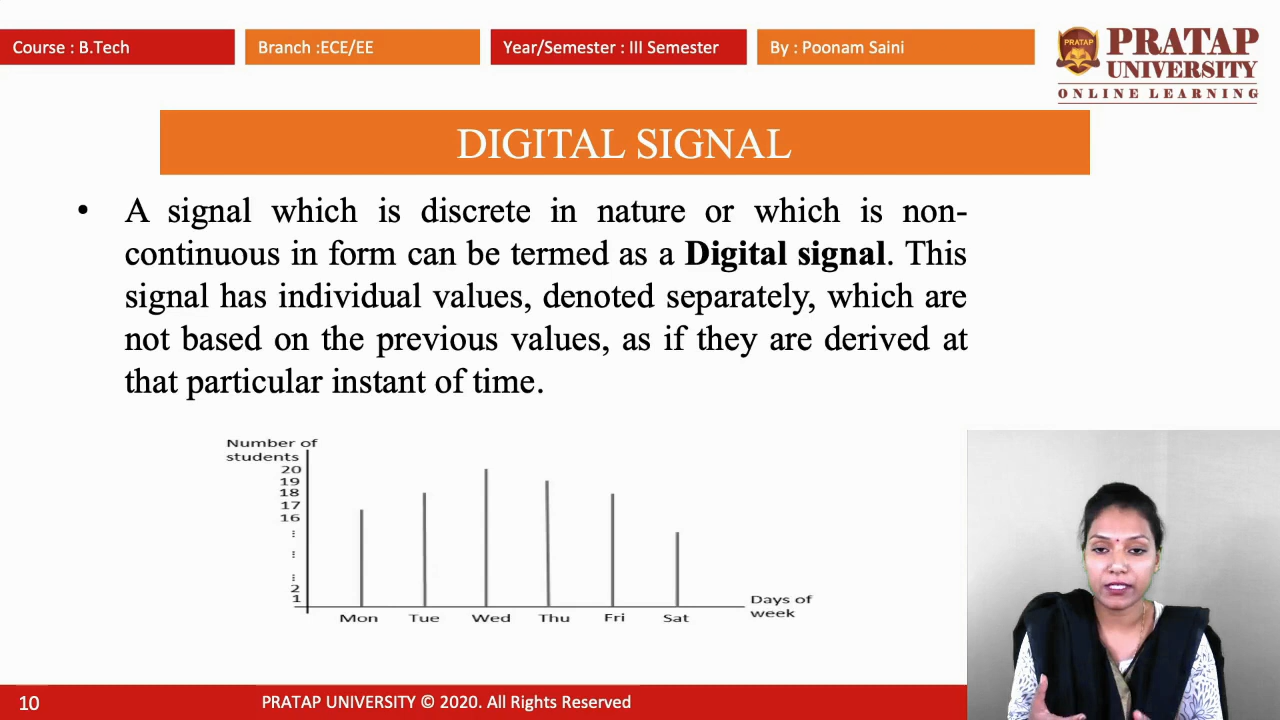 Course : B.Tech
Branch :ECE/EE
Year/Semester : III Semester
By : Poonam Saini
PRATAP
PRATAP
UNIVERSITY
ONLINE LEARNING
DIGITAL SIGNAL
• A signal which is discrete in nature or which is non-
continuous in form can be termed as a Digital signal. This
signal has individual values, denoted separately, which are
not based on the previous values, as if they are derived at
that particular instant of time.
Number of
students
20
19
18
17
16
⋮
⋮
⋮
2
1
Mon Tue Wed Thu Fri Sat
Days of
week
10
PRATAP UNIVERSITY © 2020. All Rights Reserved